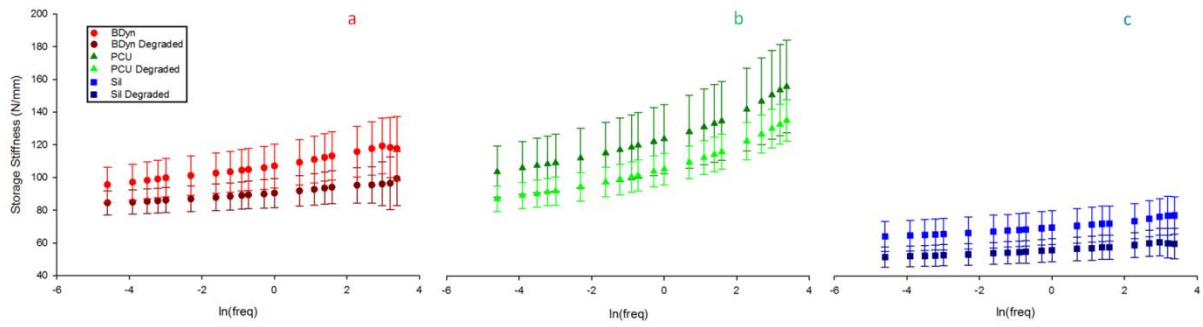 a
b
c
200
180
160
140
120
100
80
60
40
Storage Stiffness (N/mm)
BDyn
BDyn Degraded
PCU
PCU Degraded
Sil
Sil Degraded
-6 -4 -2 0 2 4 -6 -4 -2 0 2 4 -6 -4 -2 0 2 4
ln(freq) ln(freq) ln(freq)